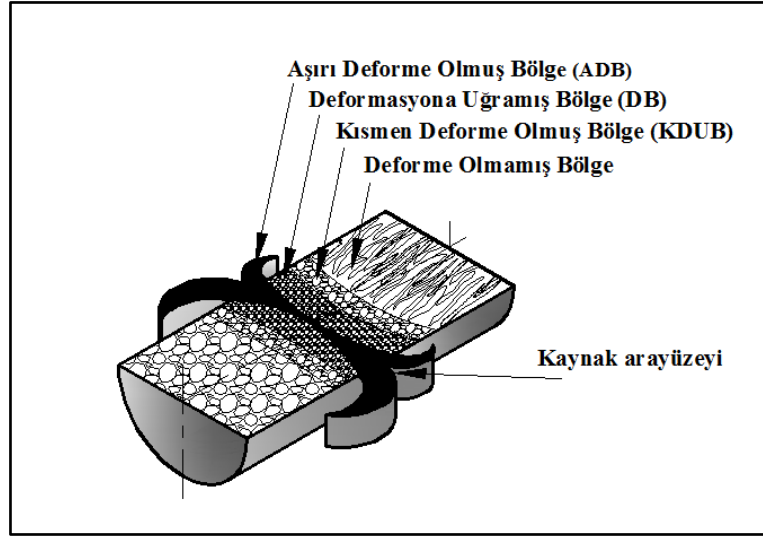 Aşırı Deforme Olmuş Bölge (ADB)
Deformasyona Uğramış Bölge (DB)
Kısmen Deforme Olmuş Bölge (KDUB)
Deforme Olmamış Bölge
Kaynak arayüzeyi